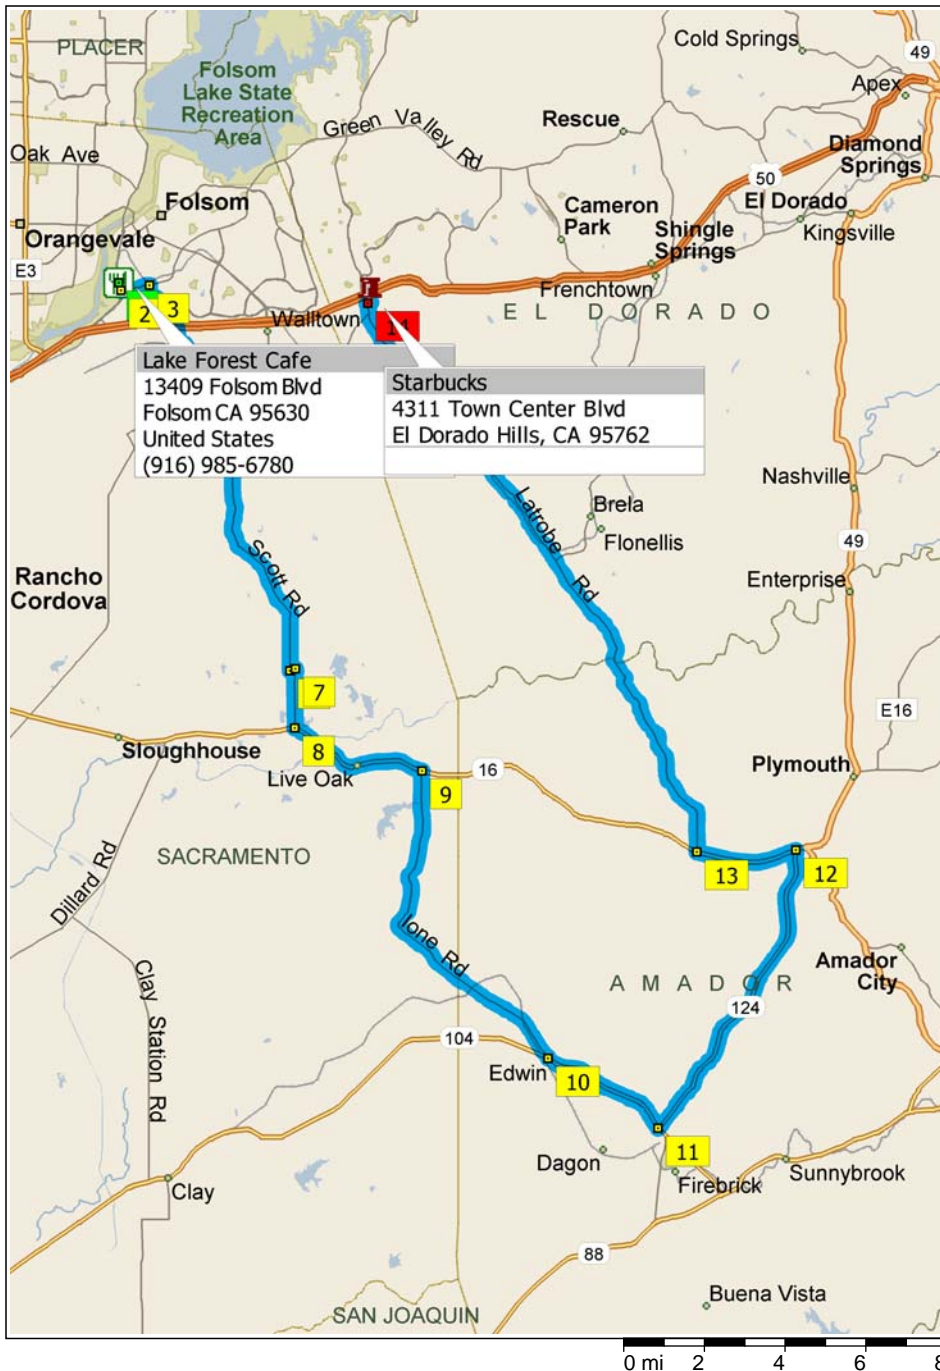 PLACER
Cold Springs
49
Folsom
Lake State
Recreation
Area
Apex
Green Valley Rd
Rescue
Oak Ave
Diamond
Springs
50
Folsom
Cameron
Park
El Dorado
Kingsville
Orangevale
Shingle
Springs
E3
Frenchtown
2
3
Walltown
14
EL DORADO
Lake Forest Cafe
13409 Folsom Blvd
Folsom CA 95630
United States
(916) 985-6780
Starbucks
4311 Town Center Blvd
El Dorado Hills, CA 95762
Nashville
Latrobe Rd
Brela
Flonellis
49
Scott Rd
Rancho
Cordova
Enterprise
7
E16
Sloughhouse
8
Live Oak
16
Plymouth
9
Dillard Rd
SACRAMENTO
13
12
Ione Rd
Amador
City
Clay Station Rd
AMADOR
124
104
Edwin
10
11
Dagon
Firebrick
Sunnybrook
Clay
88
Buena Vista
SAN JOAQUIN
0 mi 2 4 6 8